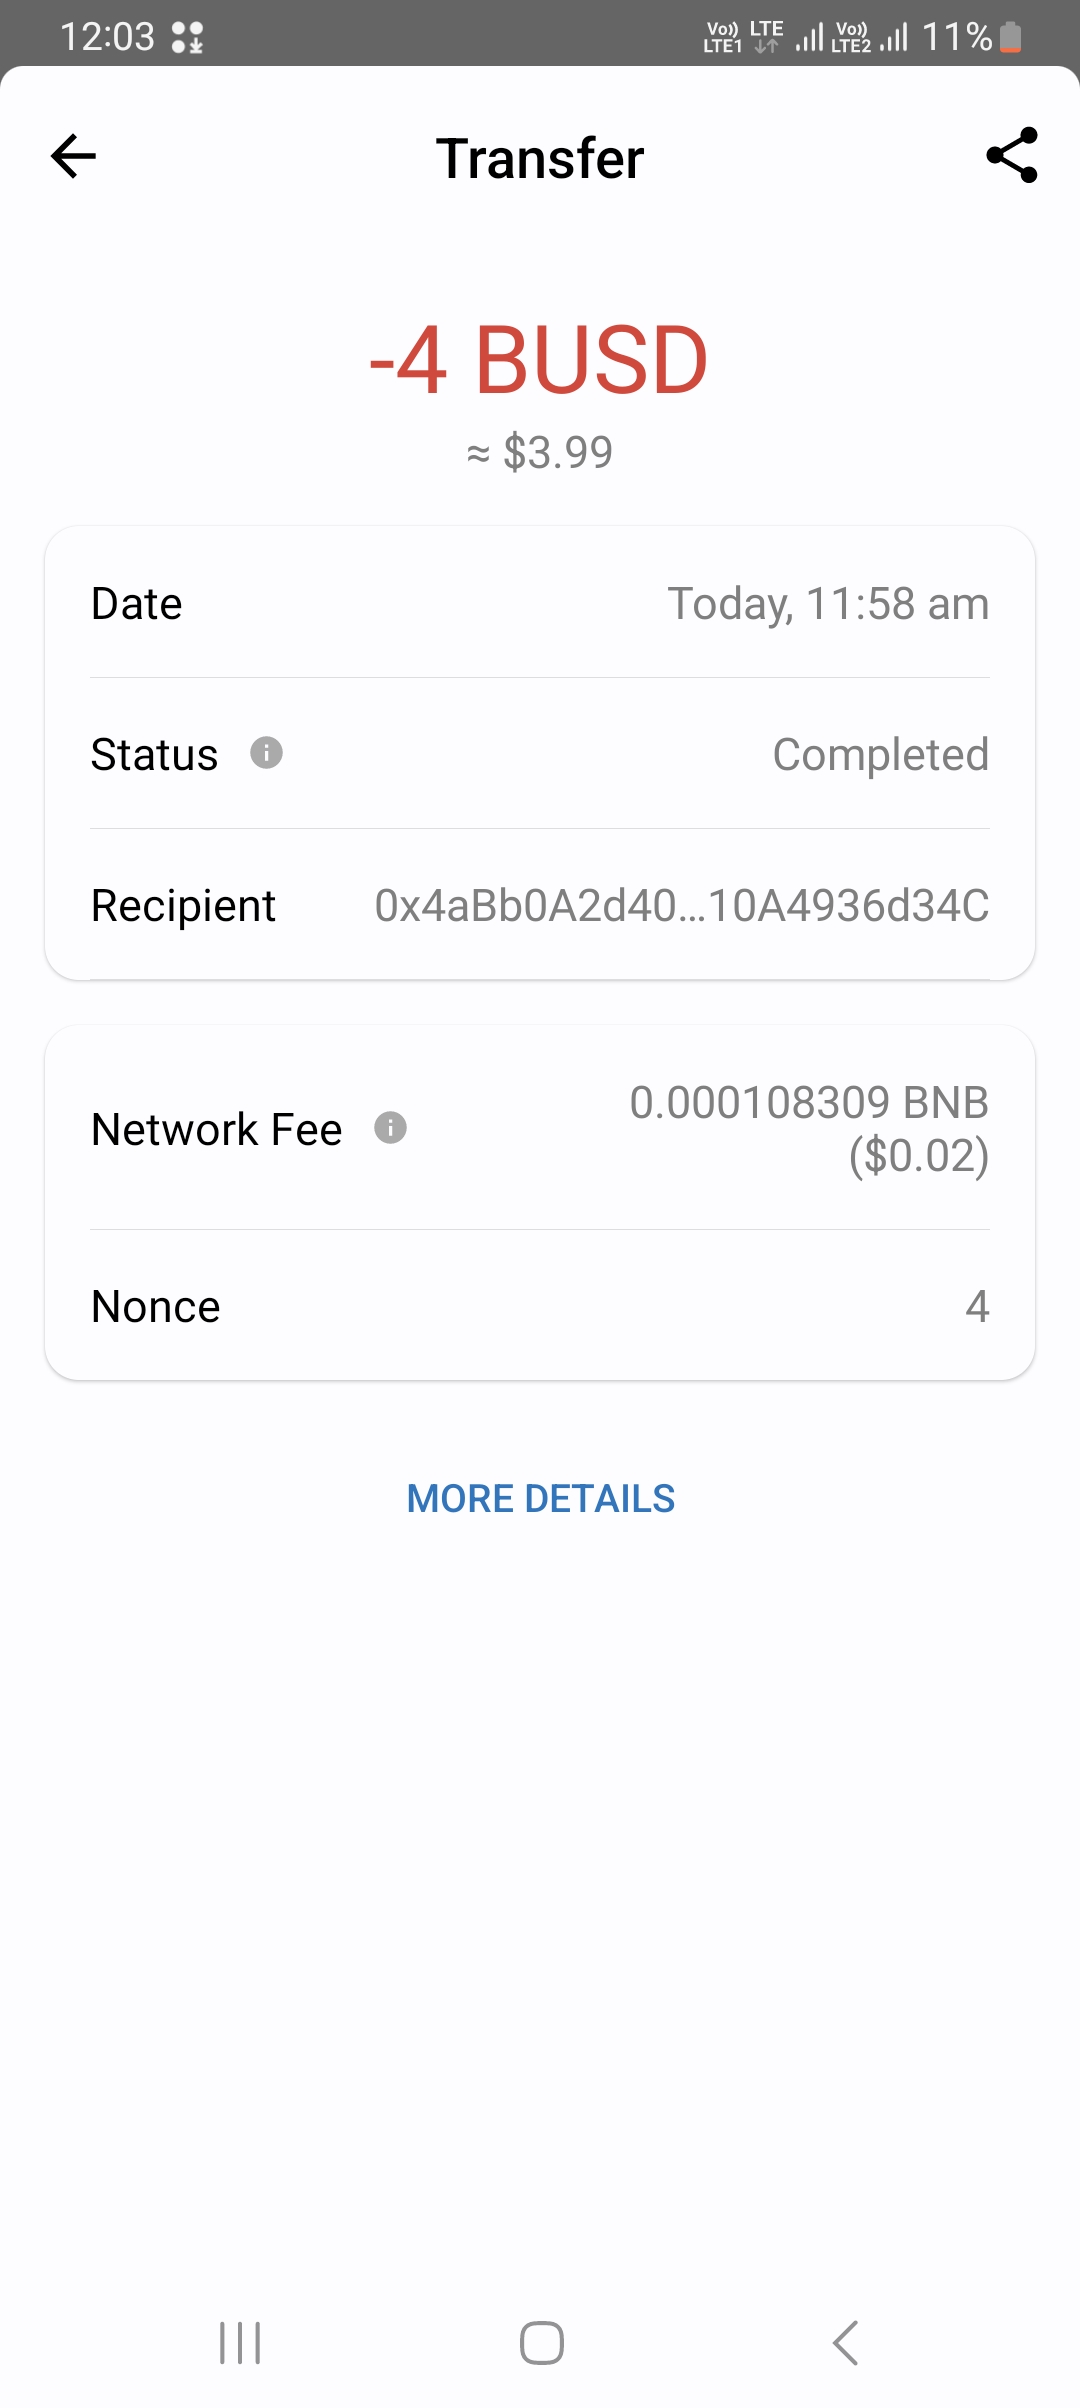 12:03 Vo)) LTE1 LTE Vo)) LTE2 11%
Transfer
-4 BUSD
≈ $3.99
Date Today, 11:58 am
Status Completed
Recipient 0x4aBb0A2d40...10A4936d34C
Network Fee 0.000108309 BNB
($0.02)
Nonce 4
MORE DETAILS